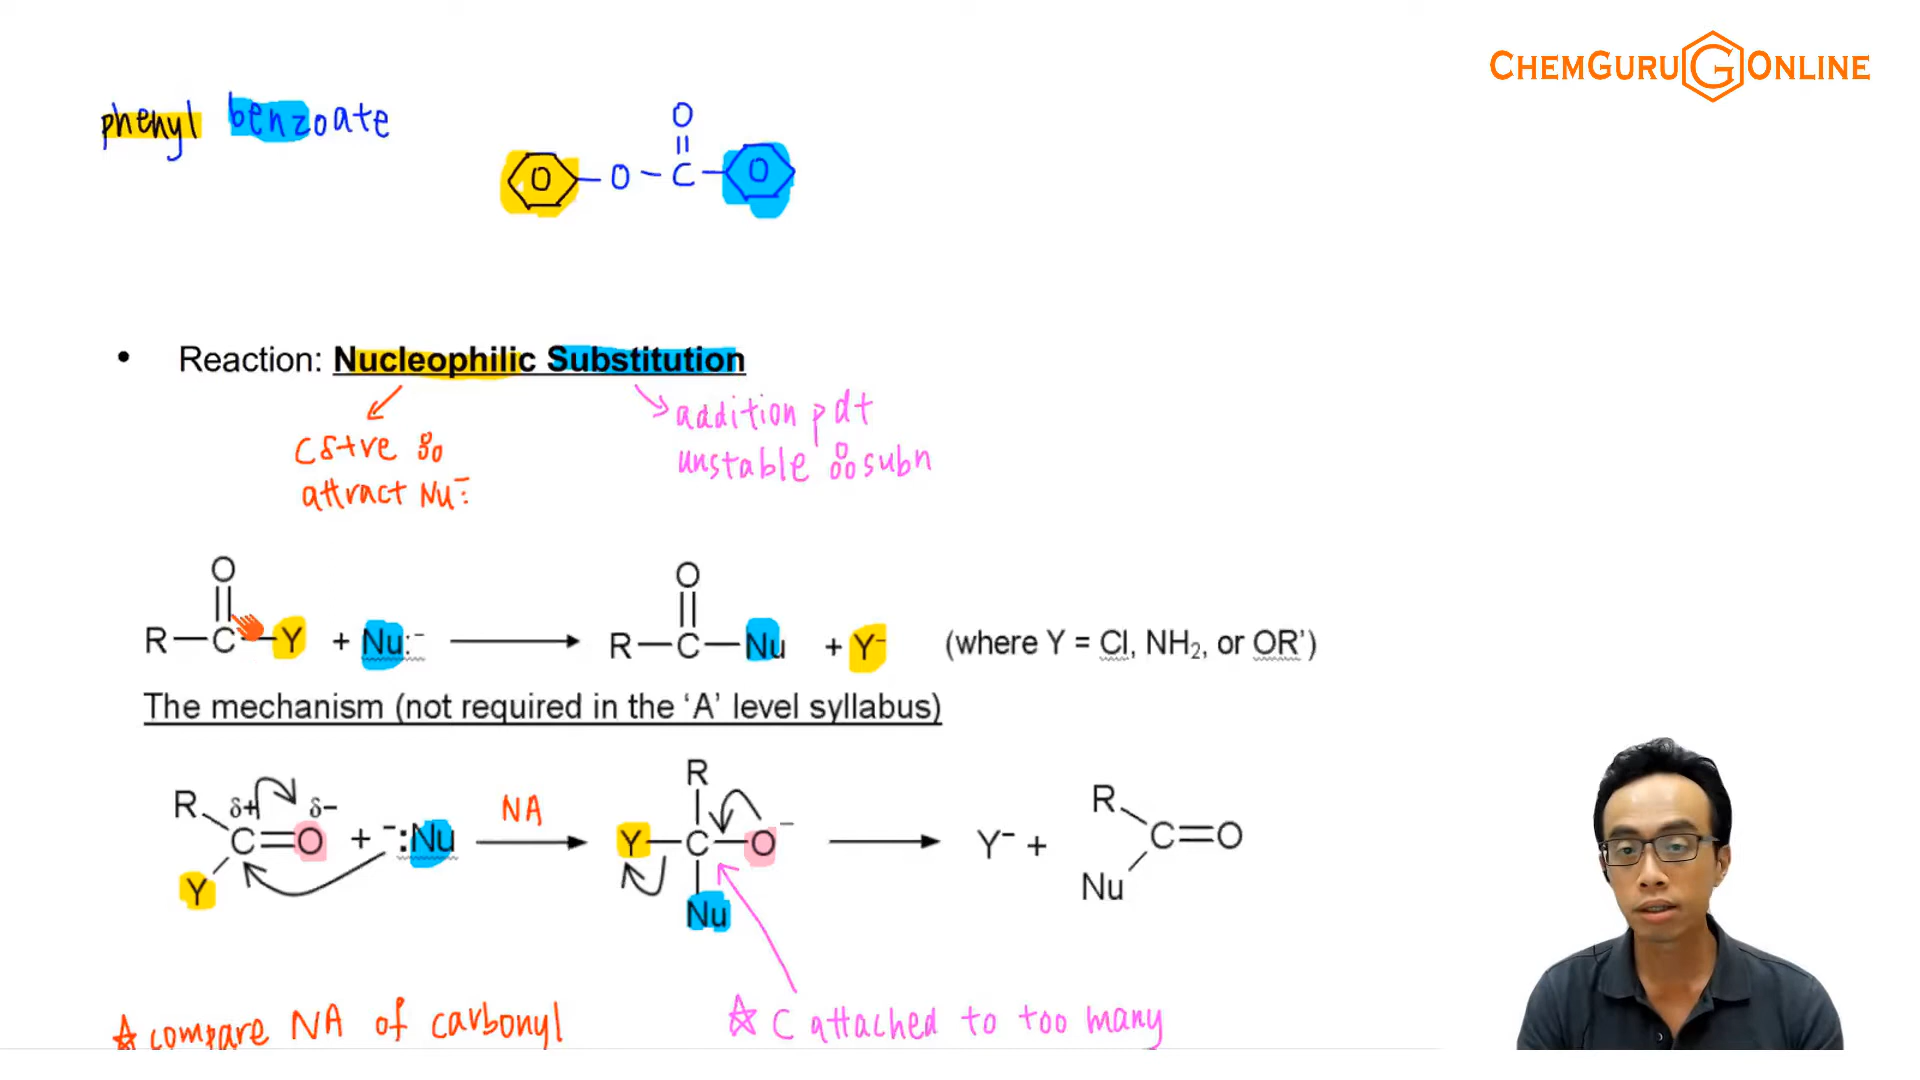 CHEMGURU G ONLINE
phenyl benzoate
O
||
O - O - C - O
• Reaction: Nucleophilic Substitution
Cδ+ve ∴
attract Nu:⁻
addition pdt
unstable ∴ subn
O
||
R—C—Y + Nu:⁻ → R—C—Nu + Y⁻ (where Y = Cl, NH₂, or OR’)
O
||
The mechanism (not required in the ‘A’ level syllabus)
R δ+ δ−
C=O + ⁻:Nu
Y
NA
R
Y—C—O⁻
Nu
Y⁻ +
R
C=O
Nu
☆ compare NA of carbonyl
☆ C attached to too many